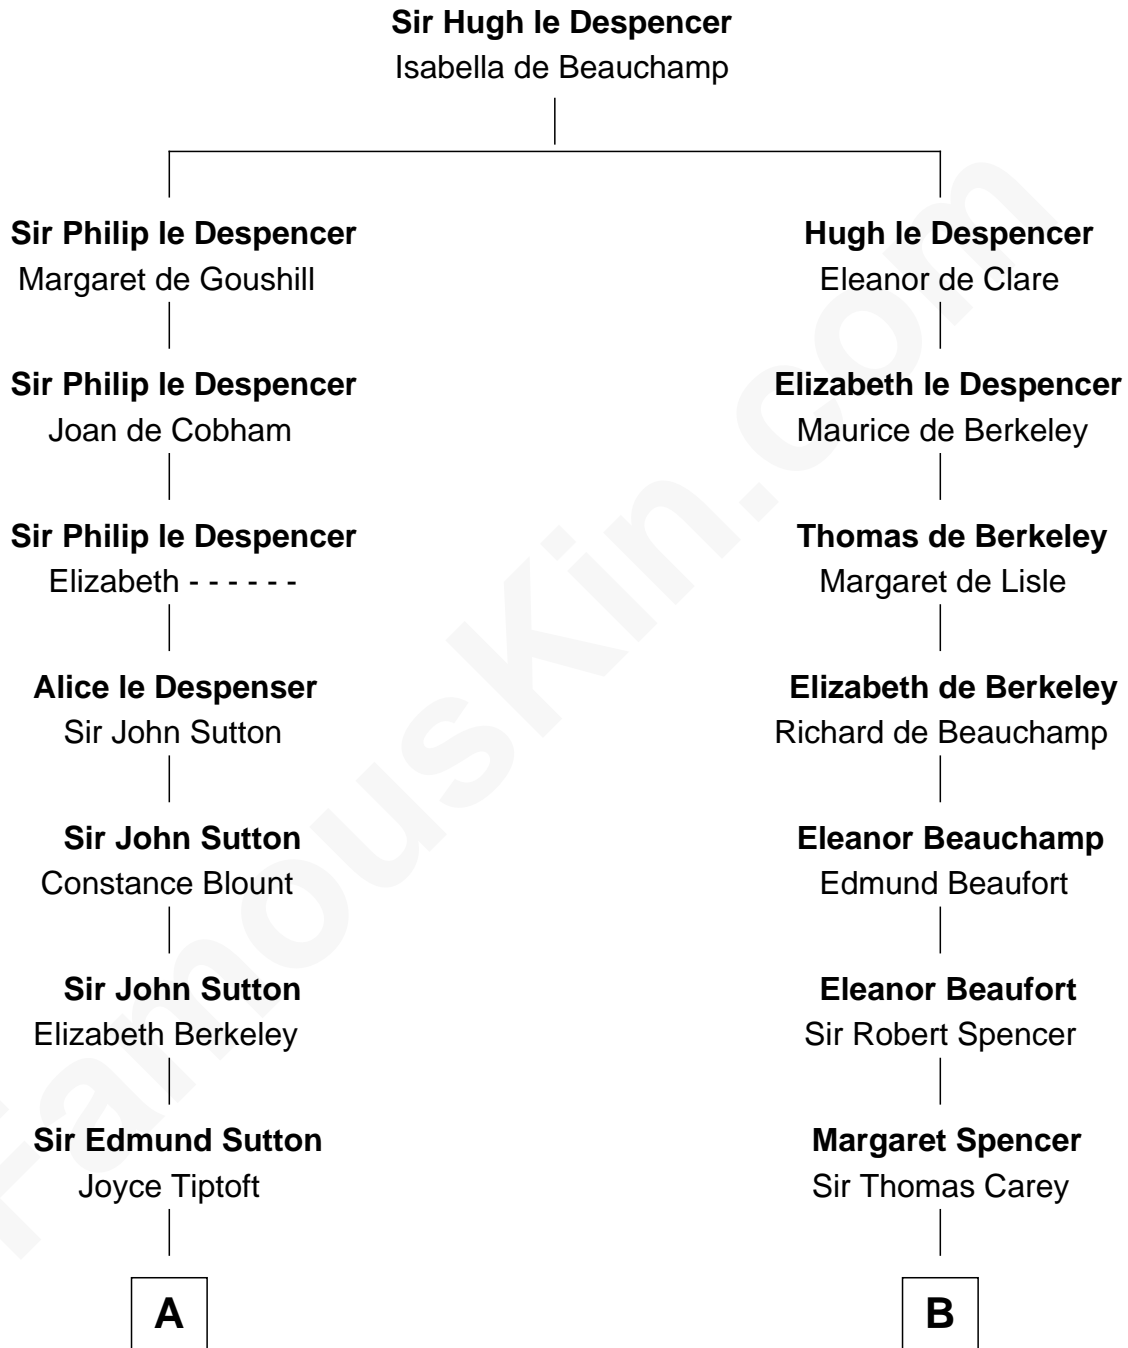 Sir Hugh le Despencer
Isabella de Beauchamp
Sir Philip le Despencer
Margaret de Goushill
Hugh le Despencer
Eleanor de Clare
Sir Philip le Despencer
Joan de Cobham
Elizabeth le Despencer
Maurice de Berkeley
Sir Philip le Despencer
Elizabeth - - - - - -
Thomas de Berkeley
Margaret de Lisle
Alice le Despenser
Sir John Sutton
Elizabeth de Berkeley
Richard de Beauchamp
Sir John Sutton
Constance Blount
Eleanor Beauchamp
Edmund Beaufort
Sir John Sutton
Elizabeth Berkeley
Eleanor Beaufort
Sir Robert Spencer
Sir Edmund Sutton
Joyce Tiptoft
Margaret Spencer
Sir Thomas Carey
A
B
FamousKin.com